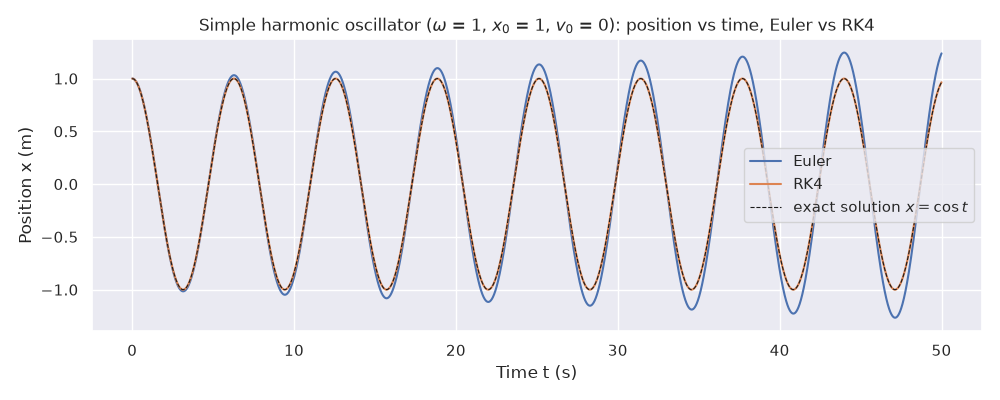 Simple harmonic oscillator (ω = 1, x₀ = 1, v₀ = 0): position vs time, Euler vs RK4
Position x (m)
1.0
0.5
0.0
−0.5
−1.0
Euler
RK4
exact solution x = cos t
0 10 20 30 40 50
Time t (s)